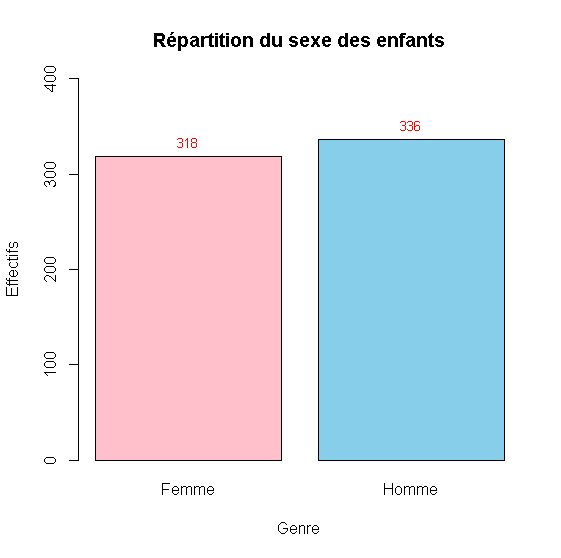 Répartition du sexe des enfants
400
300
200
100
0
Effectifs
318
336
Femme
Homme
Genre